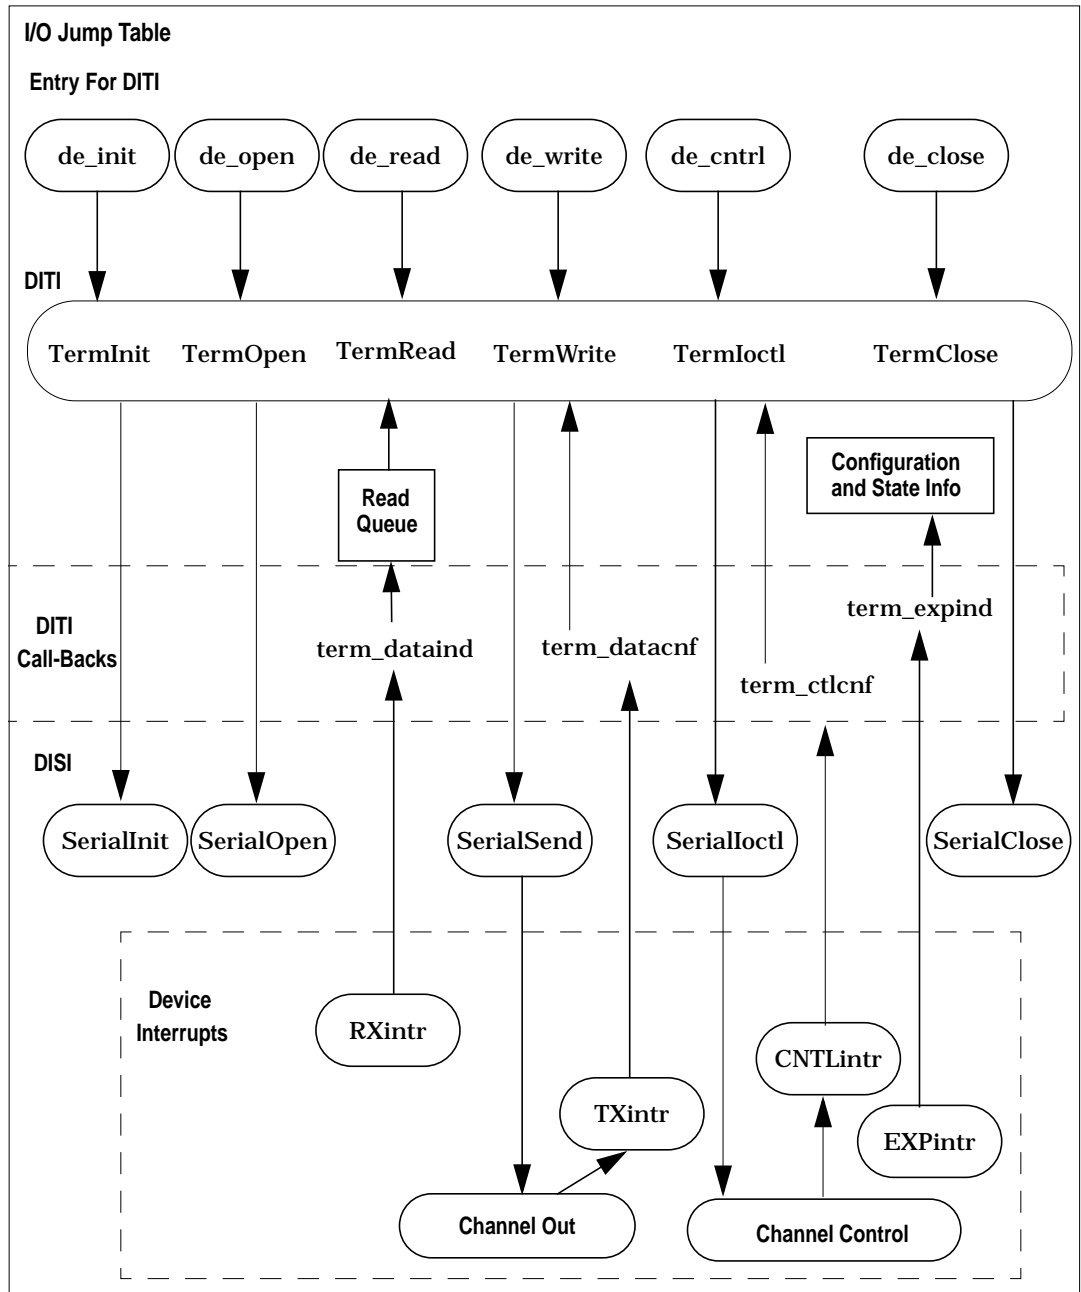 I/O Jump Table
Entry For DITI
de_init
de_open
de_read
de_write
de_cntrl
de_close
DITI
TermInit
TermOpen
TermRead
TermWrite
TermIoctl
TermClose
Read
Queue
Configuration
and State Info
DITI
Call-Backs
term_dataind
term_datacnf
term_ctlcnf
term_expind
DISI
SerialInit
SerialOpen
SerialSend
SerialIoctl
SerialClose
Device
Interrupts
RXintr
TXintr
CNTLintr
EXPintr
Channel Out
Channel Control